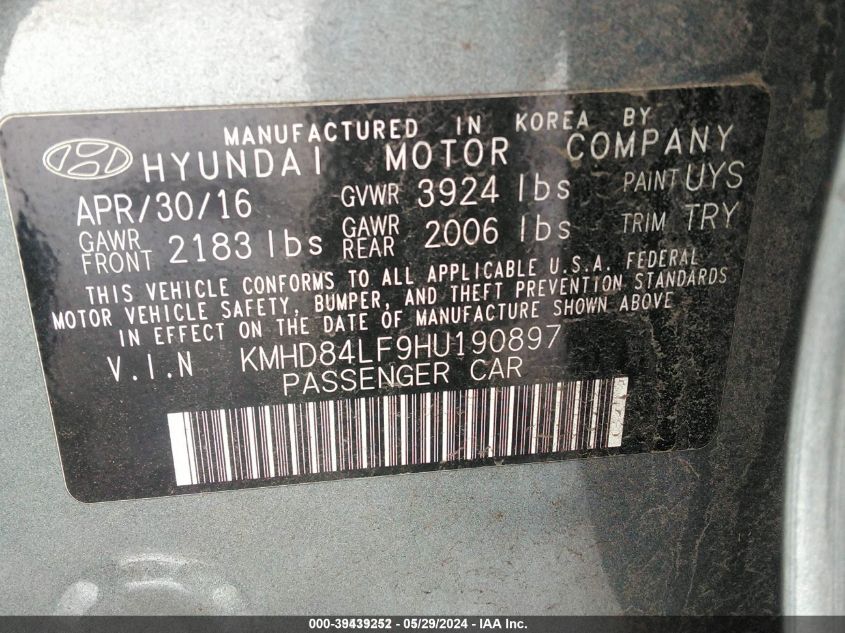 MANUFACTURED IN KOREA BY
HYUNDAI MOTOR COMPANY
APR/30/16 GVWR 3924 lbs PAINT UYS
GAWR FRONT 2183 lbs GAWR REAR 2006 lbs TRIM TRY
THIS VEHICLE CONFORMS TO ALL APPLICABLE U.S.A. FEDERAL
MOTOR VEHICLE SAFETY, BUMPER, AND THEFT PREVENTION STANDARDS
IN EFFECT ON THE DATE OF MANUFACTURE SHOWN ABOVE
V.I.N KMHD84LF9HU190897
PASSENGER CAR
000-39439252 - 05/29/2024 - IAA Inc.